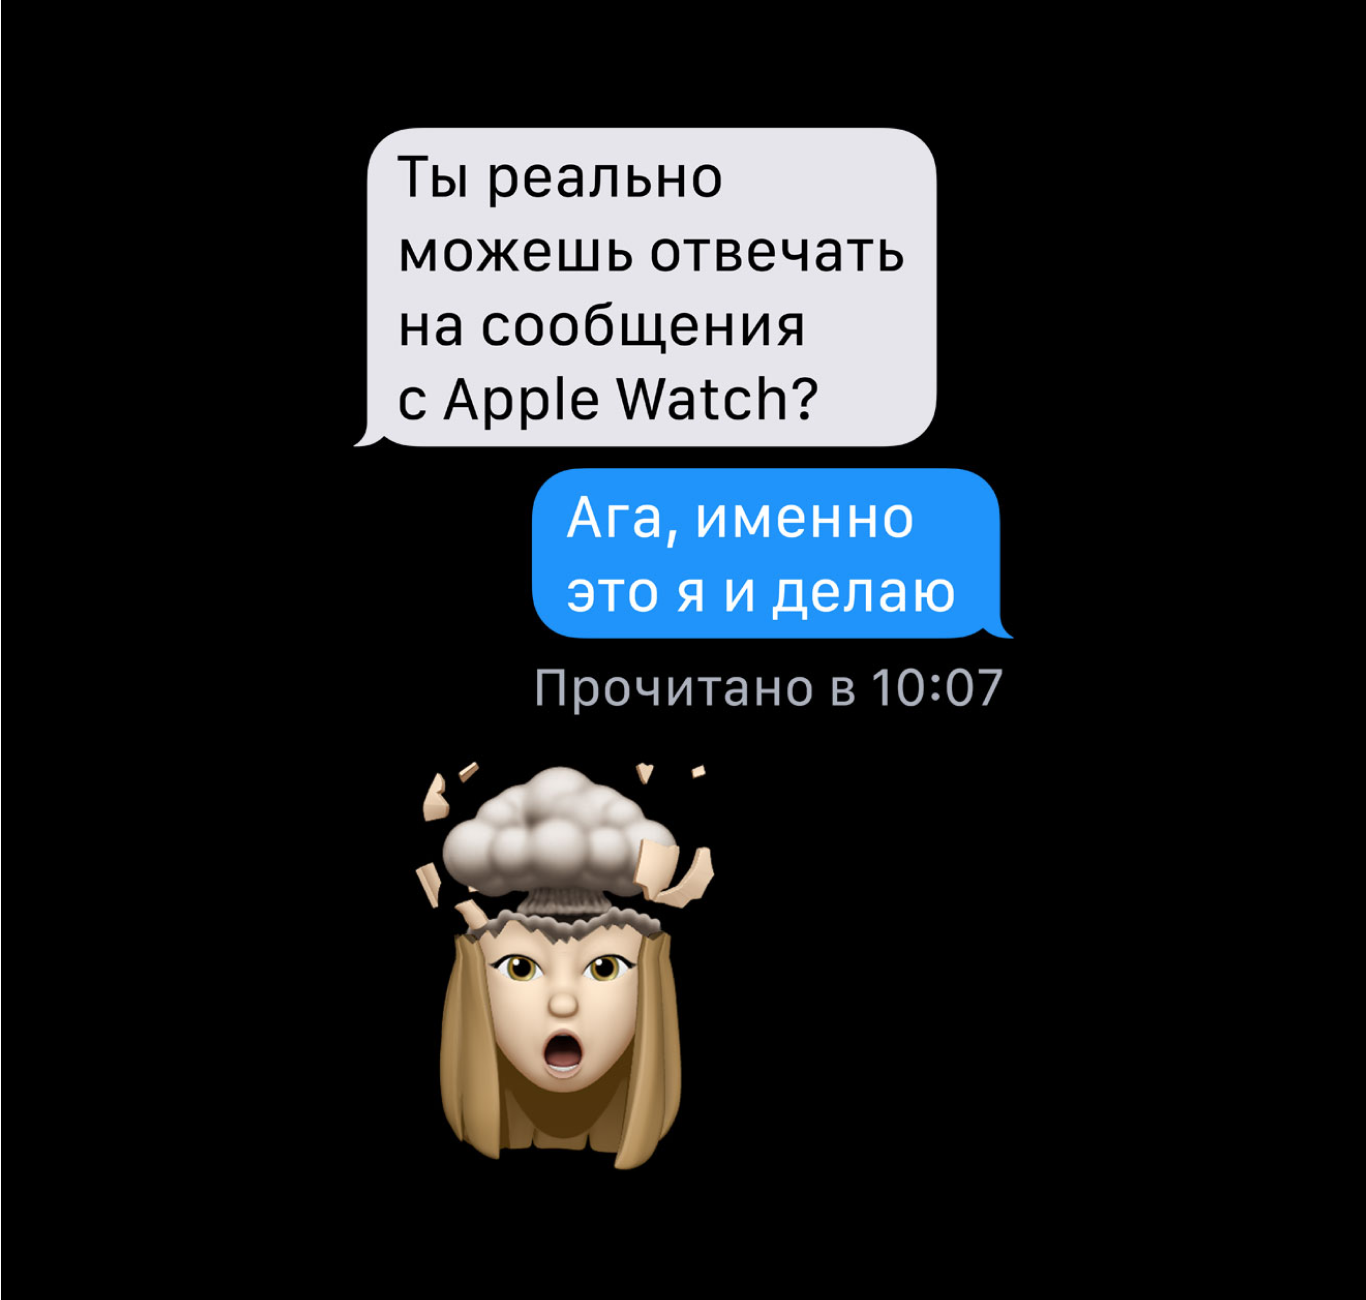 Ты реально
можешь отвечать
на сообщения
с Apple Watch?
Ага, именно
это я и делаю
Прочитано в 10:07